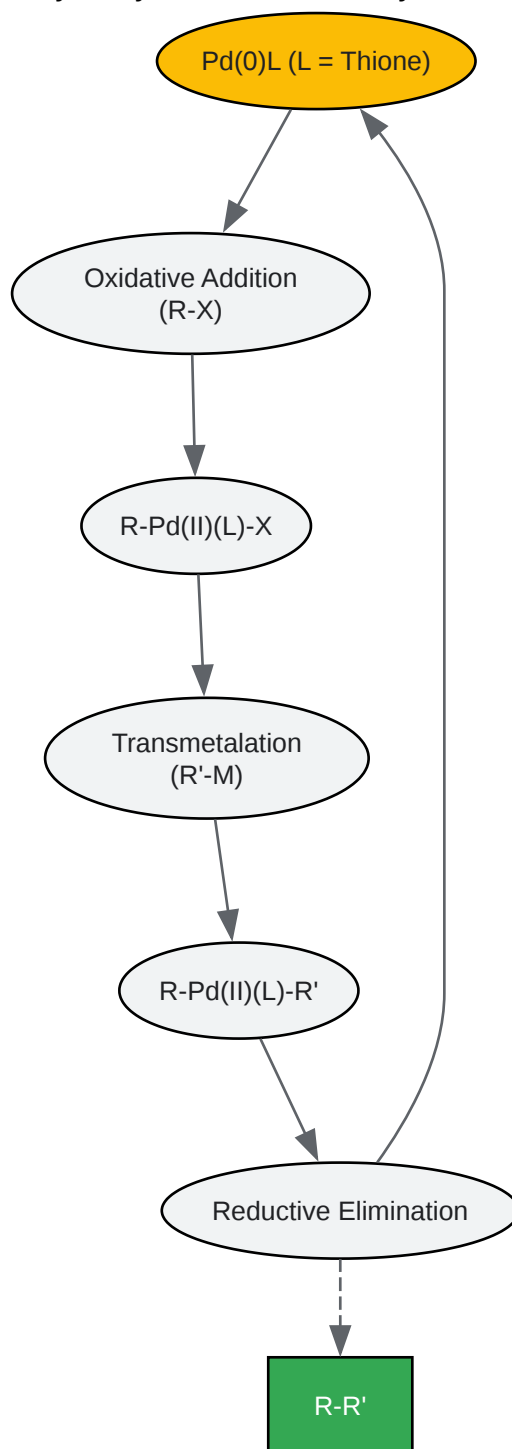 Pd(0)L (L = Thione)
Oxidative Addition
(R-X)
R-Pd(II)(L)-X
Transmetalation
(R'-M)
R-Pd(II)(L)-R'
Reductive Elimination
R-R'